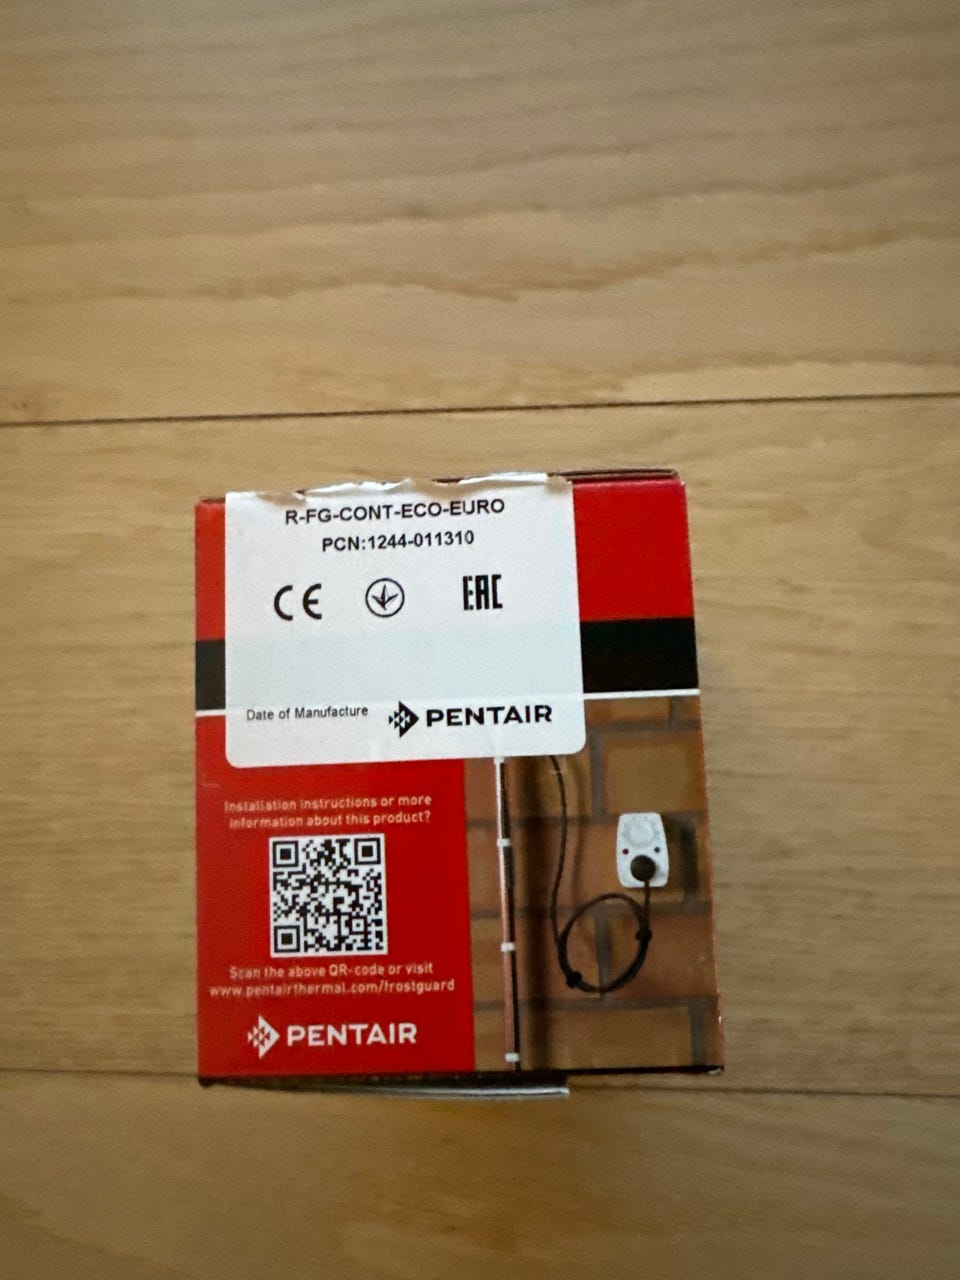 R-FG-CONT-ECO-EURO
PCN:1244-011310
CE
EAC
Date of Manufacture
PENTAIR
Installation instructions or more
information about this product?
Scan the above QR-code or visit
www.pentairthermal.com/frostguard
PENTAIR